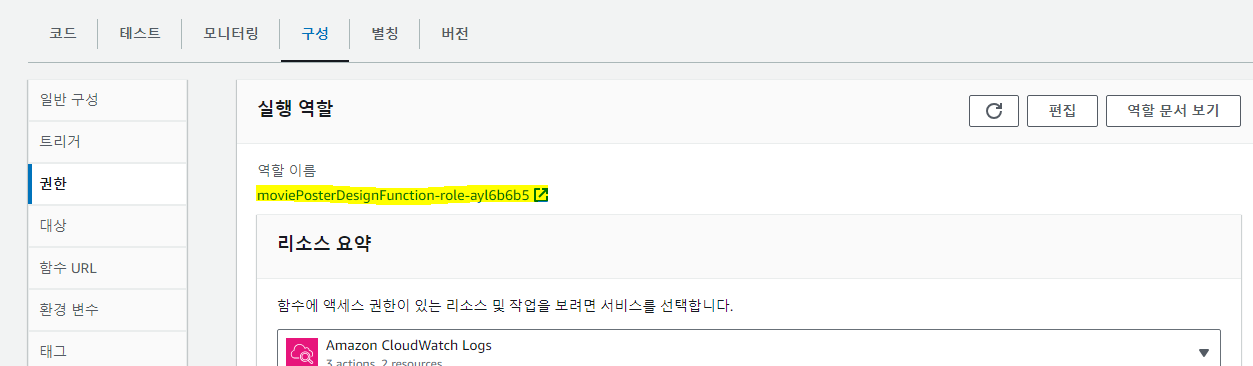 코드 테스트 모니터링 구성 별칭 버전
일반 구성
트리거
권한
대상
함수 URL
환경 변수
태그
실행 역할
편집 역할 문서 보기
역할 이름
moviePosterDesignFunction-role-ayl6b6b5
리소스 요약
함수에 액세스 권한이 있는 리소스 및 작업을 보려면 서비스를 선택합니다.
Amazon CloudWatch Logs
3 actions, 2 resources